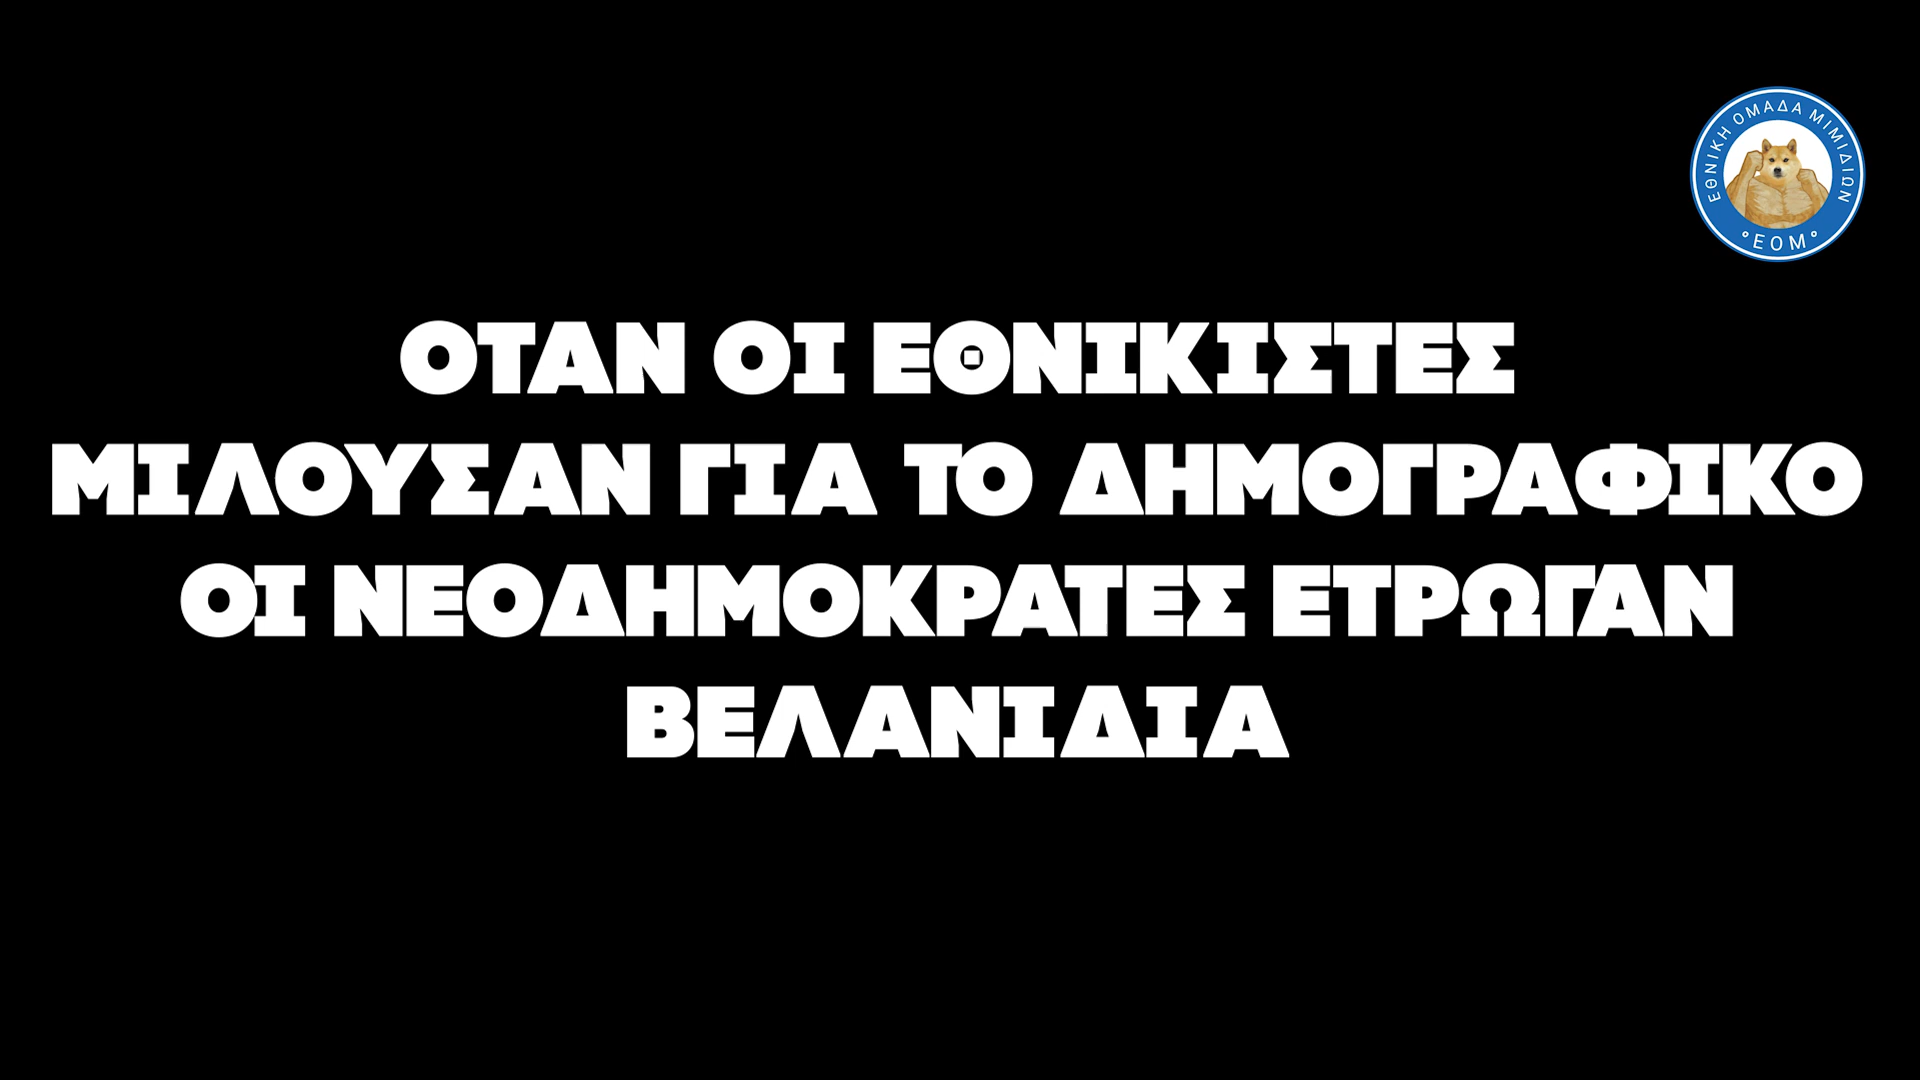 ΕΘΝΙΚΗ ΟΜΑΔΑ ΜΙΜΙΔΙΩΝ
° ΕΟΜ °
ΟΤΑΝ ΟΙ ΕΘΝΙΚΙΣΤΕΣ
ΜΙΛΟΥΣΑΝ ΓΙΑ ΤΟ ΔΗΜΟΓΡΑΦΙΚΟ
ΟΙ ΝΕΟΔΗΜΟΚΡΑΤΕΣ ΕΤΡΩΓΑΝ
ΒΕΛΑΝΙΔΙΑ